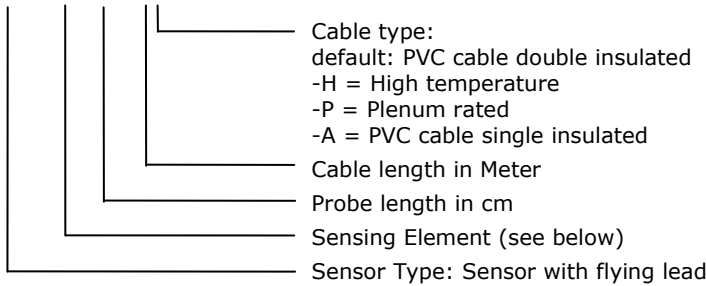 Cable type:
default: PVC cable double insulated
-H = High temperature
-P = Plenum rated
-A = PVC cable single insulated
Cable length in Meter
Probe length in cm
Sensing Element (see below)
Sensor Type: Sensor with flying lead